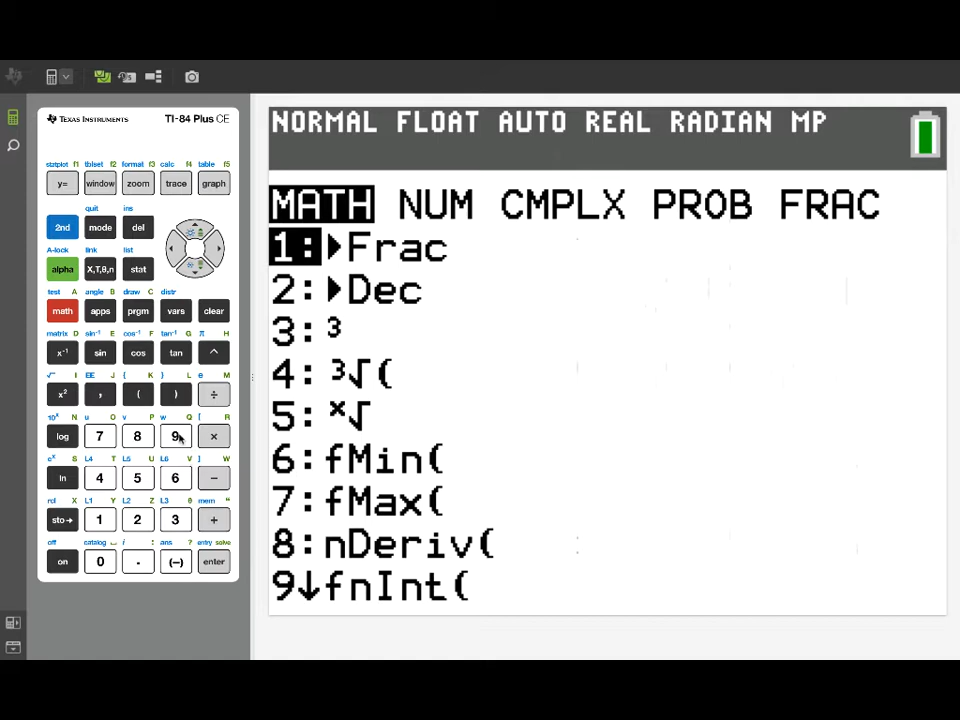 TEXAS INSTRUMENTS TI-84 Plus CE
statplot f1 tblset f2 format f3 calc f4 table f5
y= window zoom trace graph
quit ins
2nd mode del
A-lock link list
alpha X,T,θ,n stat
test A angle B draw C distr
math apps prgm vars clear
matrix D sin⁻¹ E cos⁻¹ F tan⁻¹ G π H
x⁻¹ sin cos tan ^
√ I EE J { K } L e M
x² , ( ) ÷
10ˣ N u O v P w Q [ R
log 7 8 9 ×
eˣ S L4 T L5 U L6 V ] W
ln 4 5 6 −
rcl X L1 Y L2 Z L3 θ mem "
sto→ 1 2 3 +
off catalog ⎵ i : ans ? entry solve
on 0 . (−) enter
NORMAL FLOAT AUTO REAL RADIAN MP
MATH NUM CMPLX PROB FRAC
1:▶Frac
2:▶Dec
3:³
4:³√(
5:ˣ√
6:fMin(
7:fMax(
8:nDeriv(
9↓fnInt(